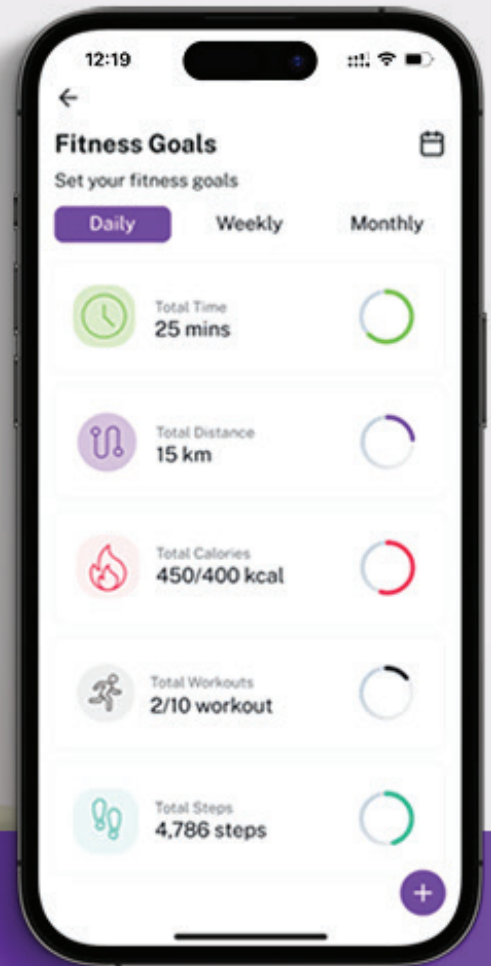 12:19
Fitness Goals
Set your fitness goals
Daily Weekly Monthly
Total Time
25 mins
Total Distance
15 km
Total Calories
450/400 kcal
Total Workouts
2/10 workout
Total Steps
4,786 steps